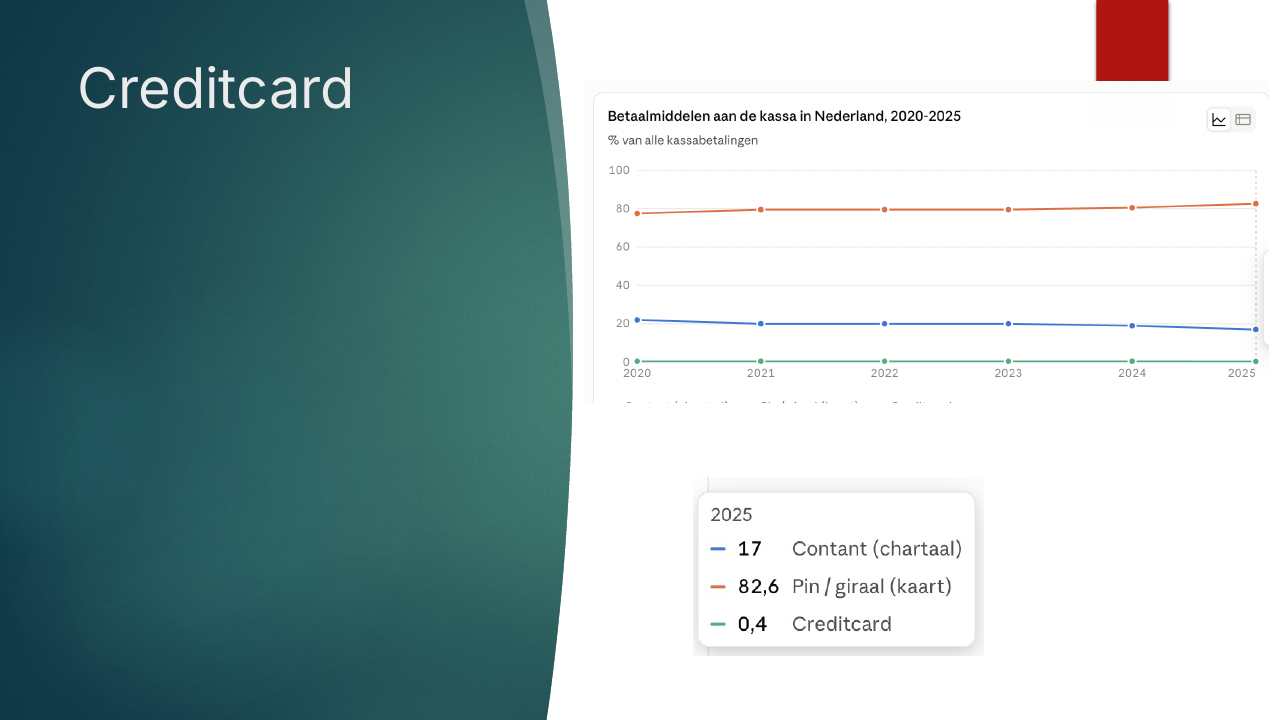 Creditcard
Betaalmiddelen aan de kassa in Nederland, 2020-2025
% van alle kassabetalingen
100
80
60
40
20
0
2020 2021 2022 2023 2024 2025
2025
17 Contant (chartaal)
82,6 Pin / giraal (kaart)
0,4 Creditcard